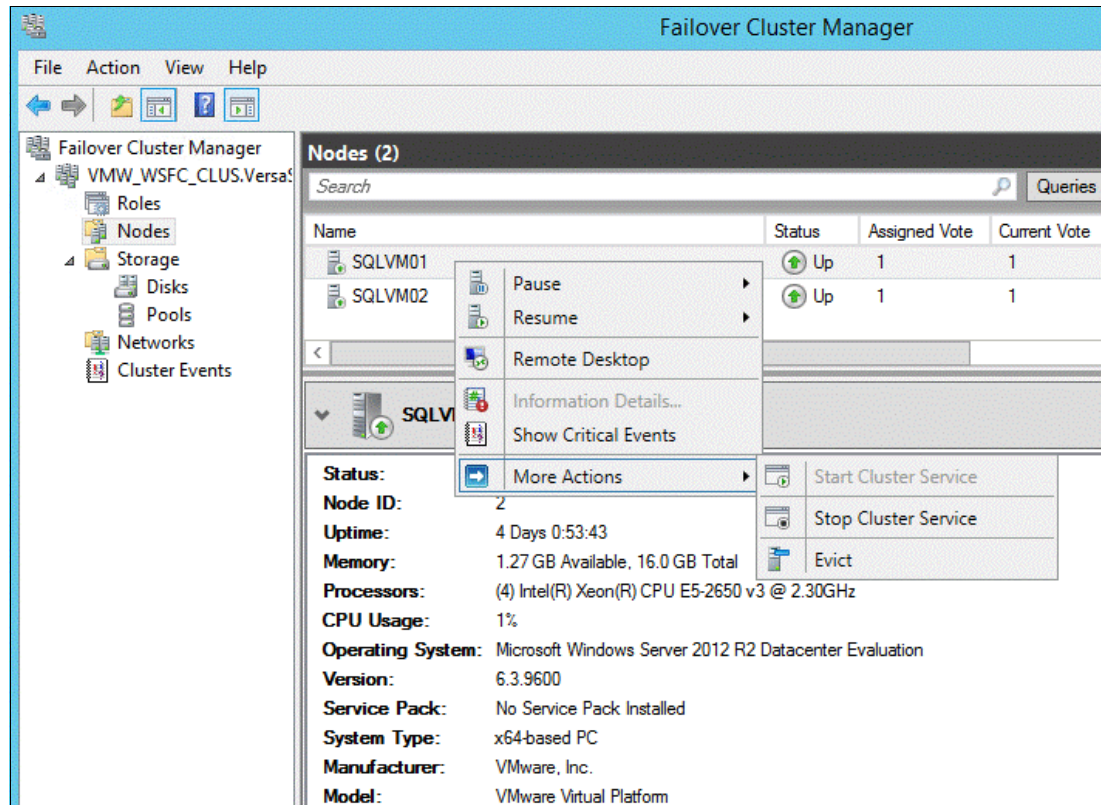 Failover Cluster Manager
File Action View Help
Failover Cluster Manager
VMW_WSFC_CLUS.Versa
Roles
Nodes
Storage
Disks
Pools
Networks
Cluster Events
Nodes (2)
Search
Queries
Name Status Assigned Vote Current Vote
SQLVM01 Up 1 1
SQLVM02 Up 1 1
Pause
Resume
Remote Desktop
Information Details...
Show Critical Events
More Actions
Start Cluster Service
Stop Cluster Service
Evict
SQLV
Status:
Node ID: 2
Uptime: 4 Days 0:53:43
Memory: 1.27 GB Available, 16.0 GB Total
Processors: (4) Intel(R) Xeon(R) CPU E5-2650 v3 @ 2.30GHz
CPU Usage: 1%
Operating System: Microsoft Windows Server 2012 R2 Datacenter Evaluation
Version: 6.3.9600
Service Pack: No Service Pack Installed
System Type: x64-based PC
Manufacturer: VMware, Inc.
Model: VMware Virtual Platform